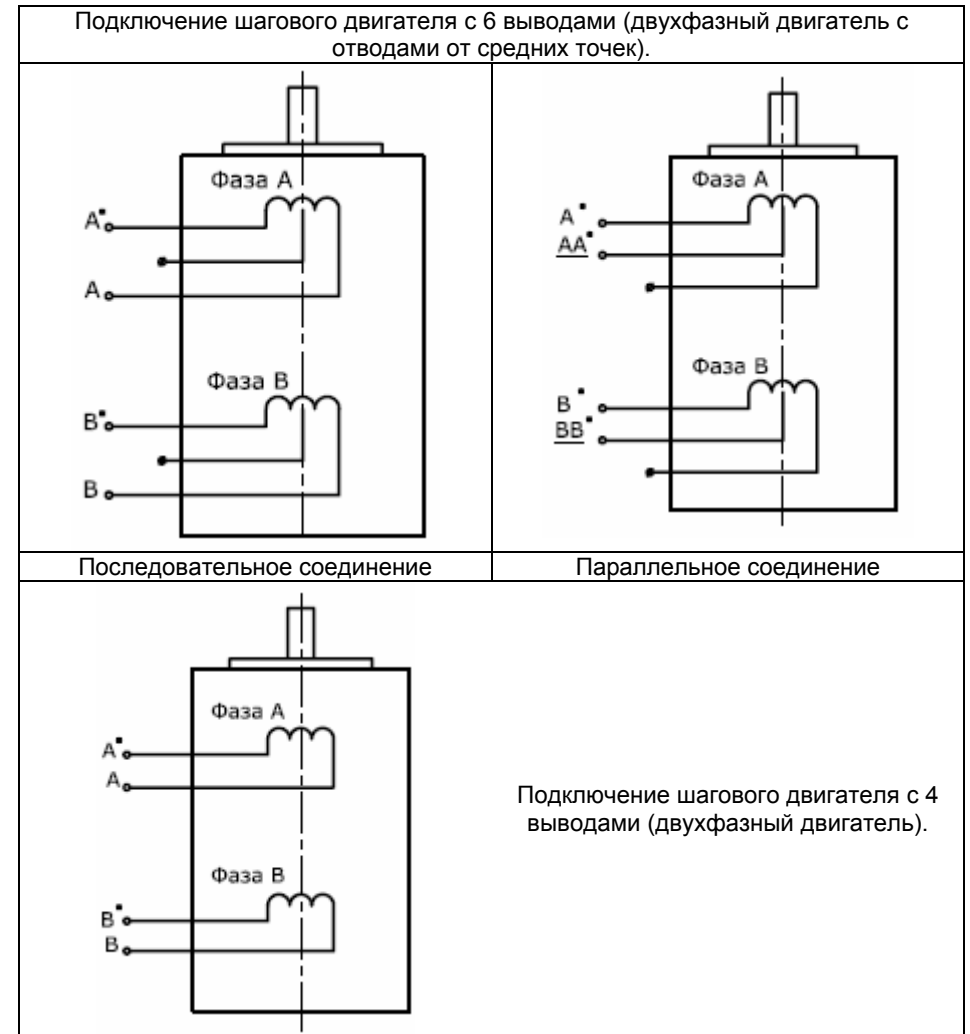 Подключение шагового двигателя с 6 выводами (двухфазный двигатель с
отводами от средних точек).
Фаза А
A▪
A
Фаза В
B▪
B
Фаза А
A▪
AA▪
Фаза В
B▪
BB▪
Последовательное соединение
Параллельное соединение
Фаза А
A▪
A
Фаза В
B▪
B
Подключение шагового двигателя с 4
выводами (двухфазный двигатель).